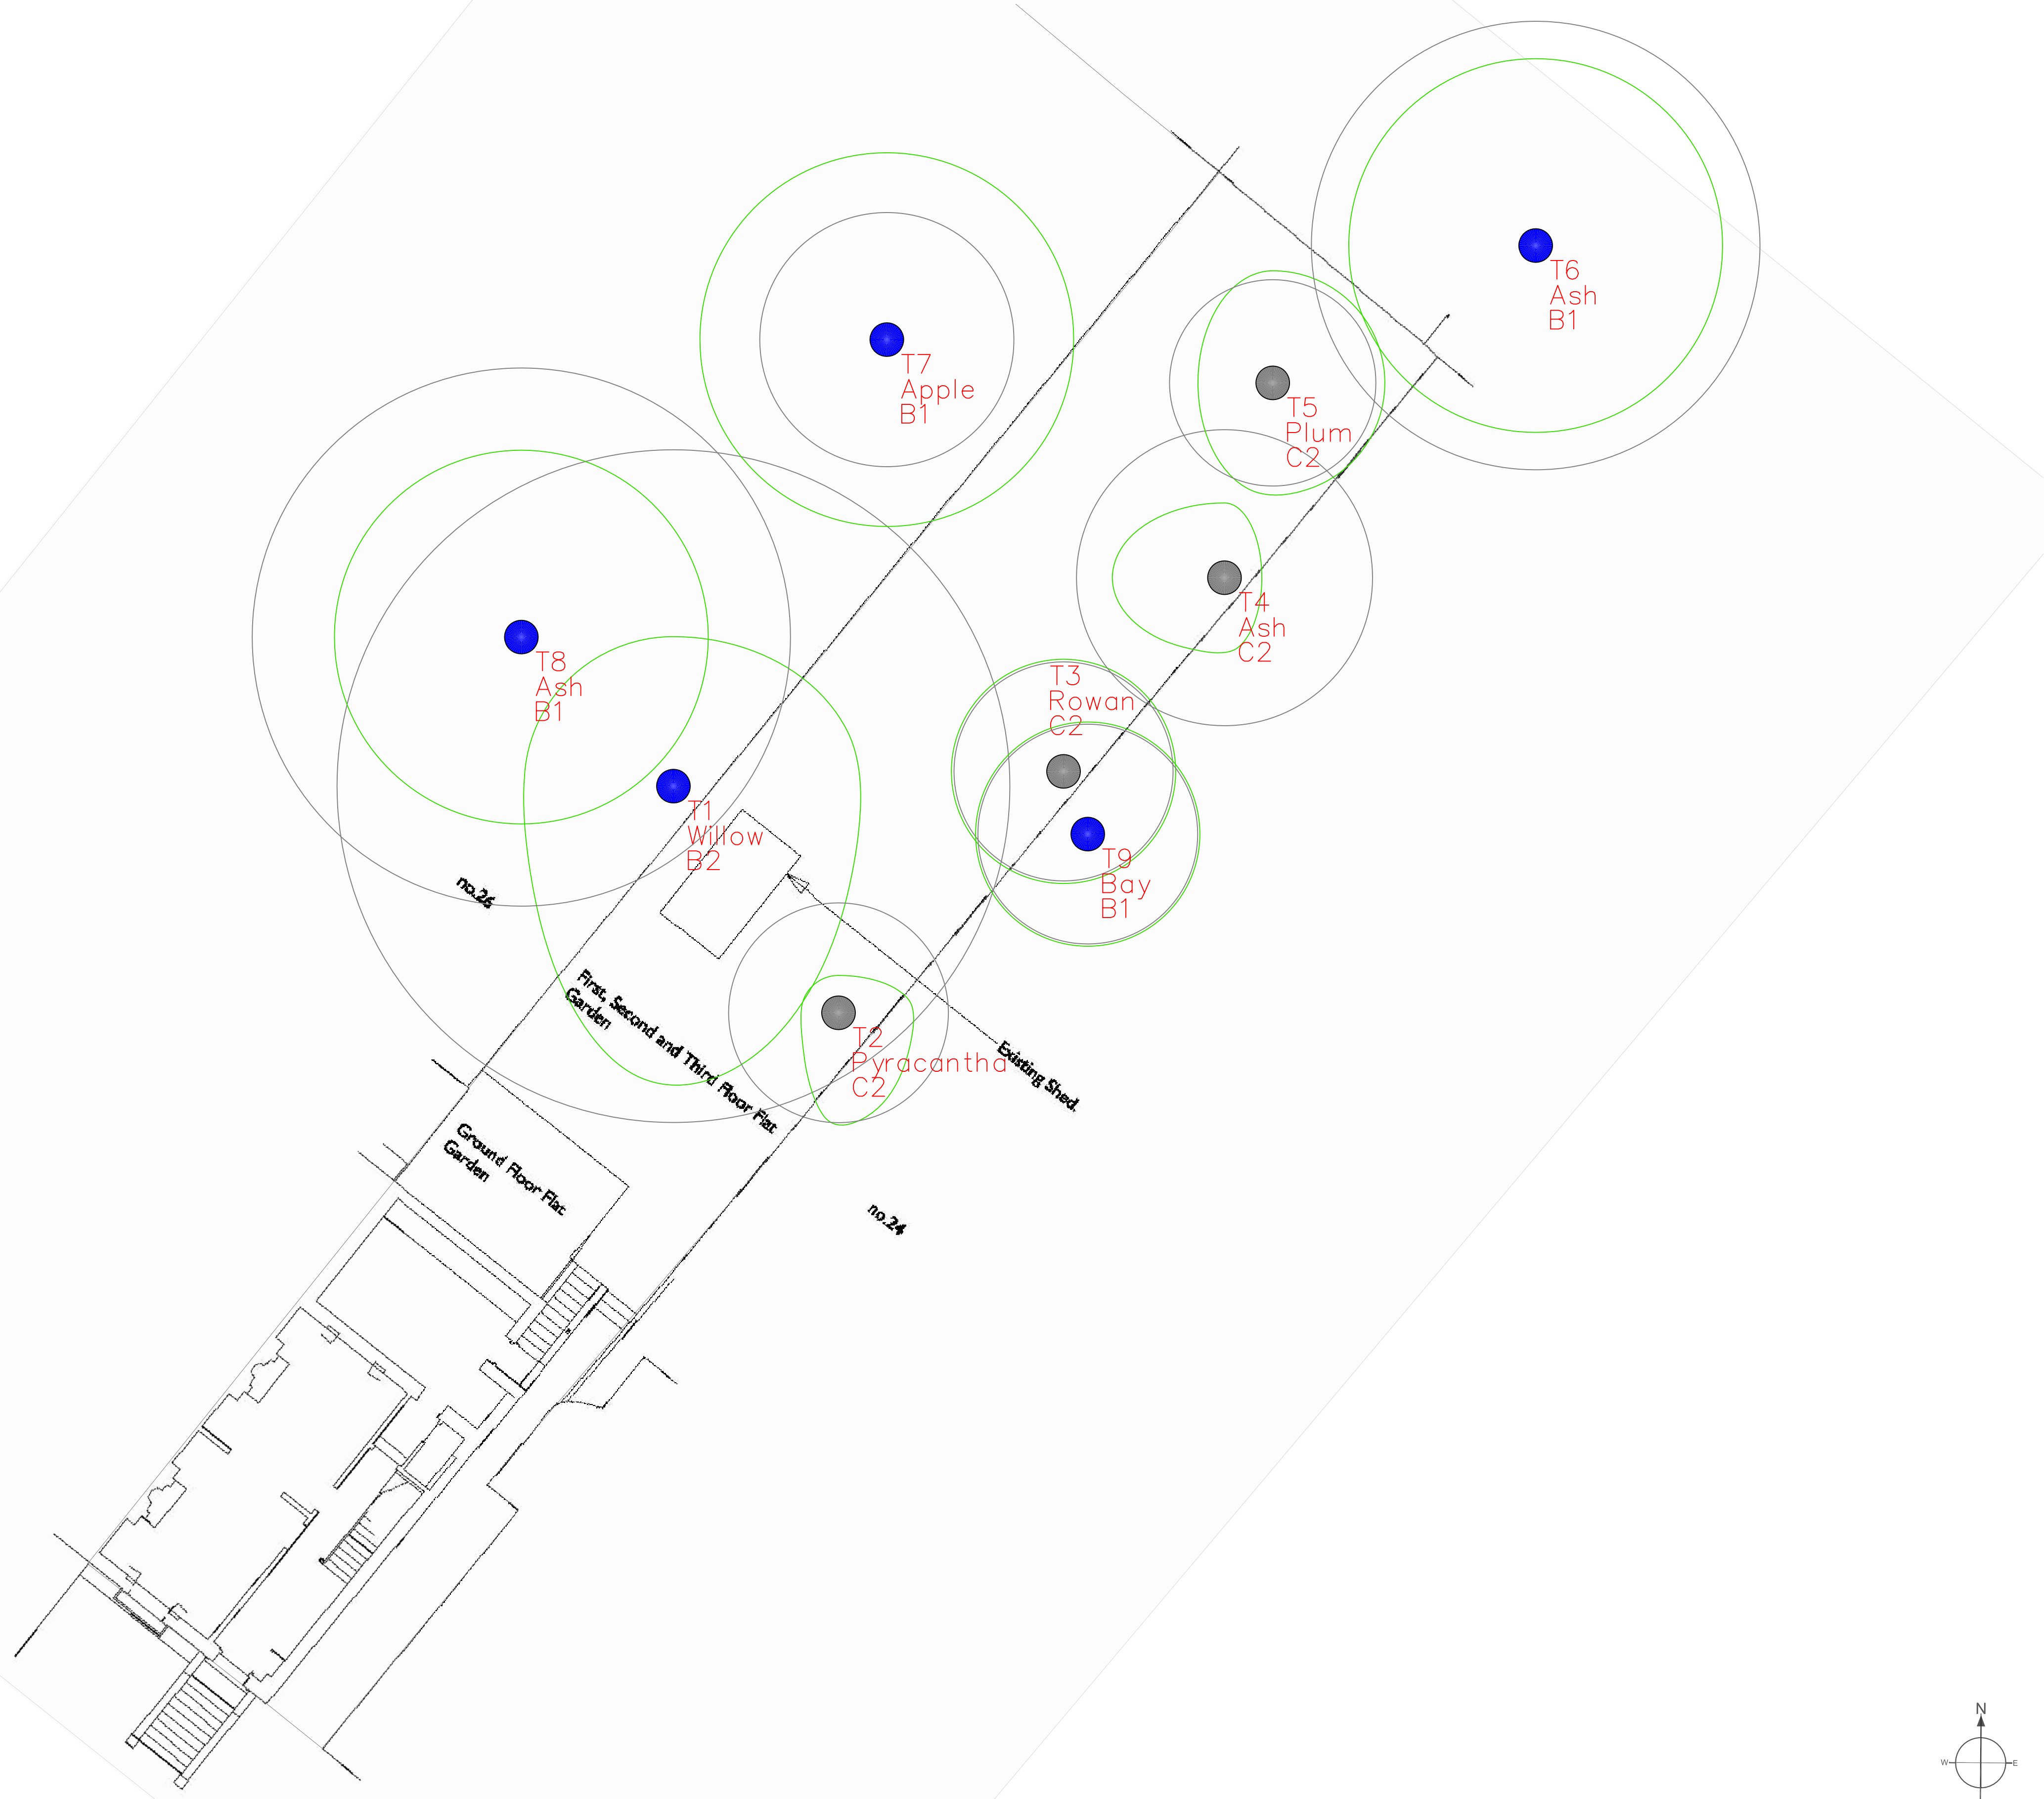 T6
Ash
B1
T7
Apple
B1
T5
Plum
C2
T4
Ash
C2
T8
Ash
B1
T3
Rowan
C2
T1
Willow
B2
T9
Bay
B1
no.26
First, Second and Third Floor Flat
Garden
T2
Pyracantha
C2
Existing Shed.
Ground Floor Flat
Garden
no.24
N
W
E